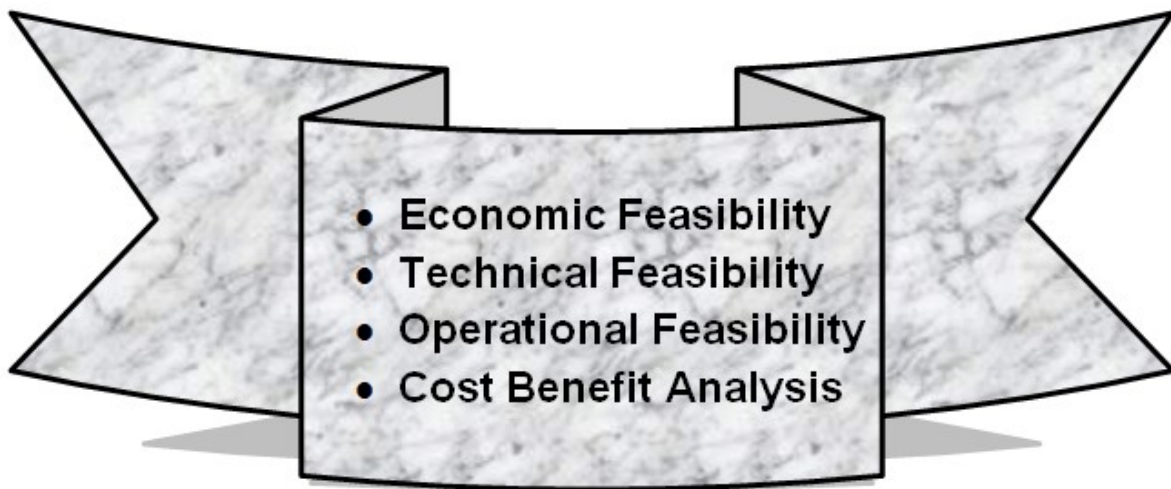 • Economic Feasibility
• Technical Feasibility
• Operational Feasibility
• Cost Benefit Analysis